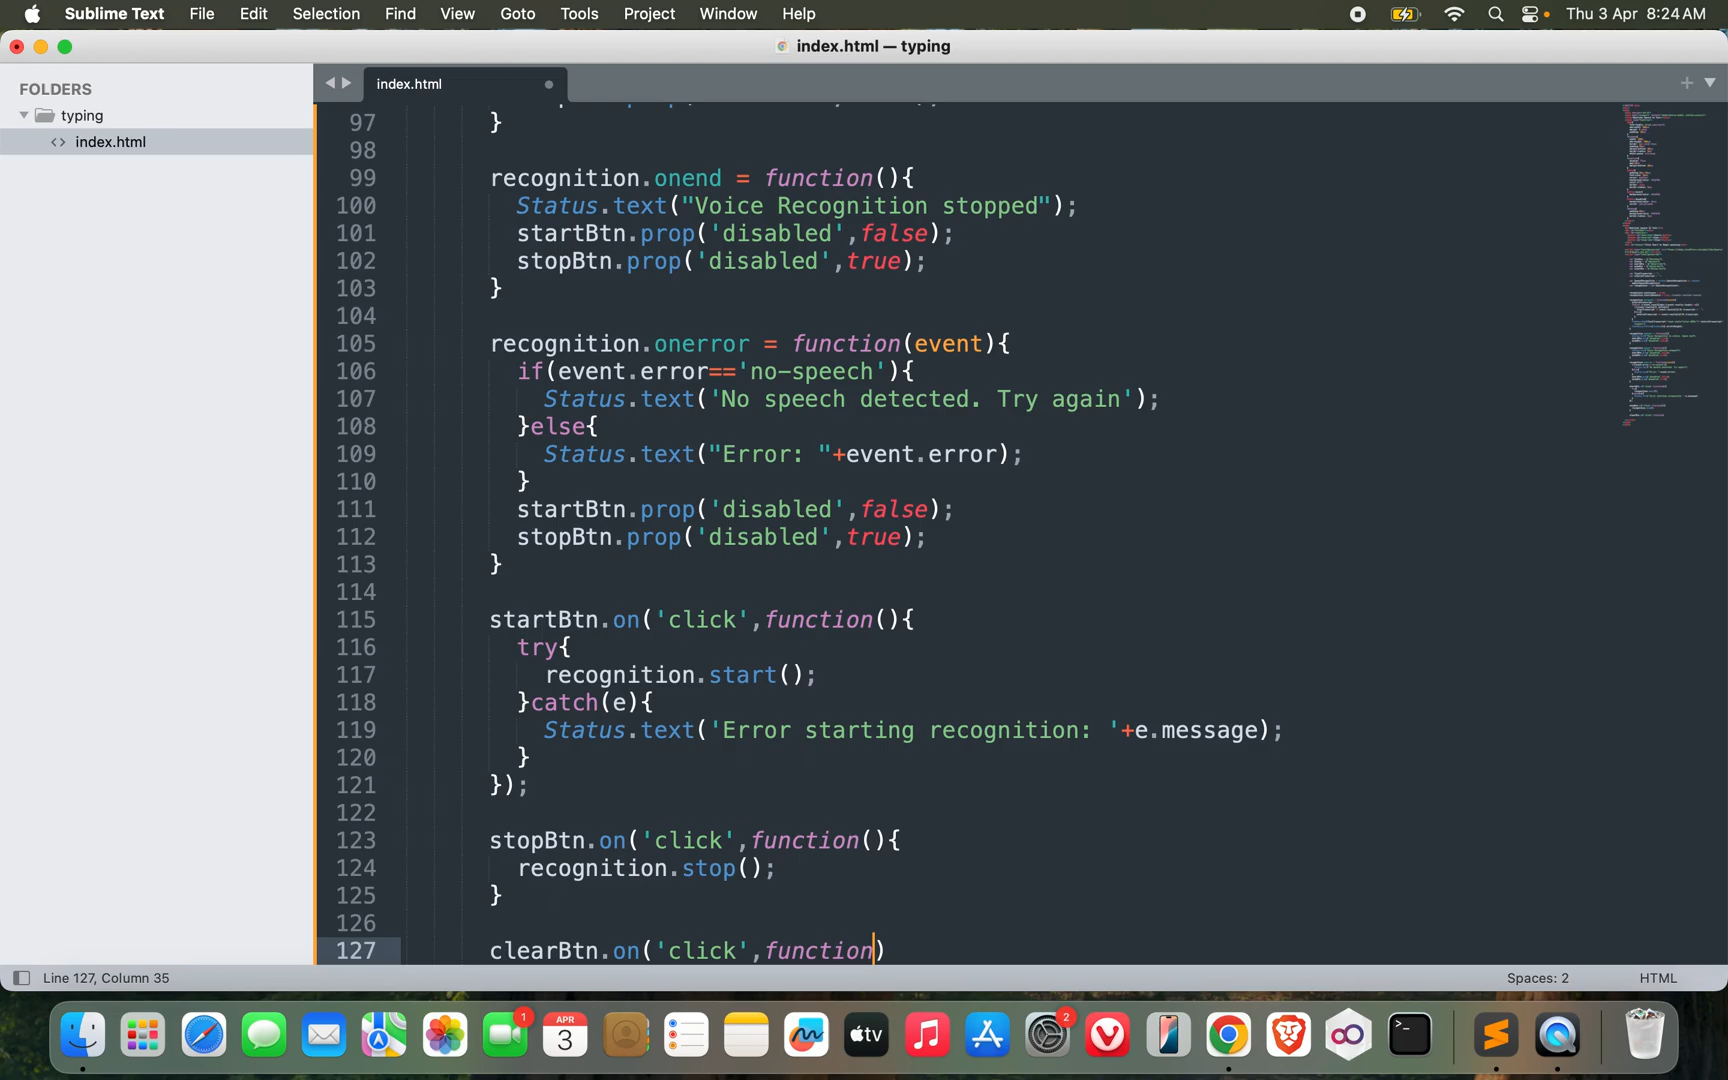 Sublime Text File Edit Selection Find View Goto Tools Project Window Help Thu 3 Apr 8:24 AM
index.html — typing
FOLDERS
typing
index.html
index.html
97 }
98
99 recognition.onend = function(){
100 Status.text("Voice Recognition stopped");
101 startBtn.prop('disabled',false);
102 stopBtn.prop('disabled',true);
103 }
104
105 recognition.onerror = function(event){
106 if(event.error=='no-speech'){
107 Status.text('No speech detected. Try again');
108 }else{
109 Status.text("Error: "+event.error);
110 }
111 startBtn.prop('disabled',false);
112 stopBtn.prop('disabled',true);
113 }
114
115 startBtn.on('click',function(){
116 try{
117 recognition.start();
118 }catch(e){
119 Status.text('Error starting recognition: '+e.message);
120 }
121 });
122
123 stopBtn.on('click',function(){
124 recognition.stop();
125 }
126
127 clearBtn.on('click',function)
Line 127, Column 35 Spaces: 2 HTML
1 APR 3 tv 2